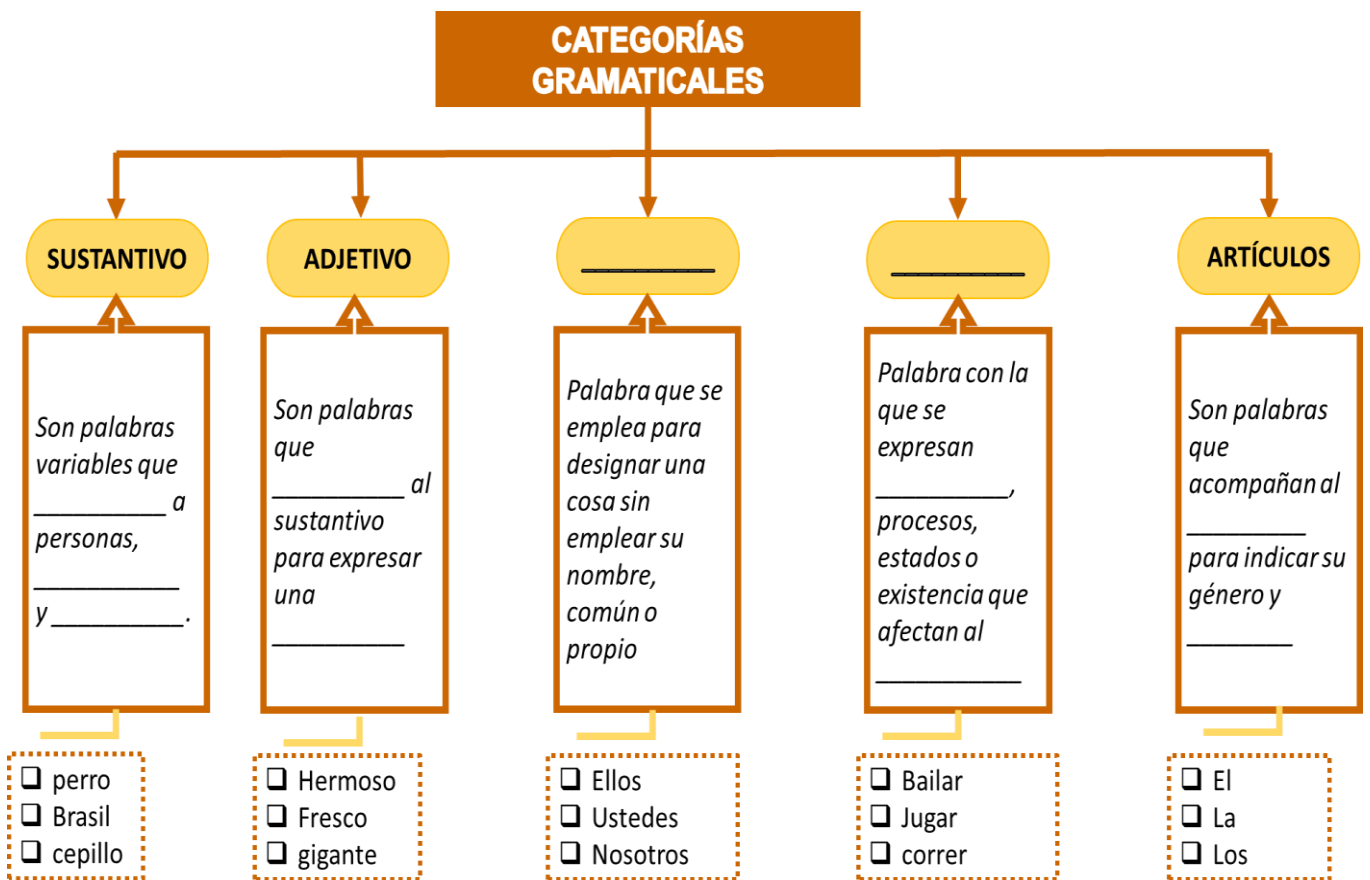 CATEGORÍAS
GRAMATICALES
SUSTANTIVO
ADJETIVO
__________
__________
ARTÍCULOS
Son palabras
variables que
__________ a
personas,
___________
y __________.
Son palabras
que
__________ al
sustantivo
para expresar
una
__________
Palabra que se
emplea para
designar una
cosa sin
emplear su
nombre,
común o
propio
Palabra con la
que se
expresan
__________,
procesos,
estados o
existencia que
afectan al
___________
Son palabras
que
acompañan al
_________
para indicar su
género y
________
❑ perro
❑ Brasil
❑ cepillo
❑ Hermoso
❑ Fresco
❑ gigante
❑ Ellos
❑ Ustedes
❑ Nosotros
❑ Bailar
❑ Jugar
❑ correr
❑ El
❑ La
❑ Los